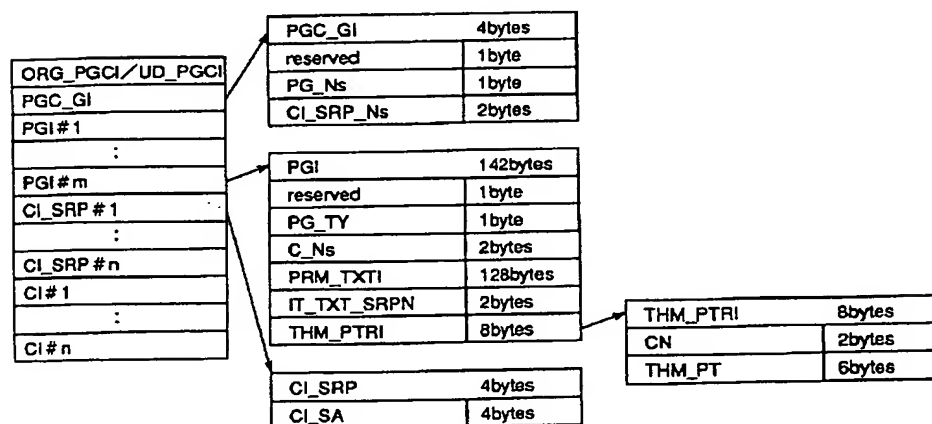 ORG_PGCI/UD_PGCI
PGC_GI
PGI#1
:
PGI#m
CI_SRP#1
:
CI_SRP#n
CI#1
:
CI#n
PGC_GI 4bytes
reserved 1byte
PG_Ns 1byte
CI_SRP_Ns 2bytes
PGI 142bytes
reserved 1byte
PG_TY 1byte
C_Ns 2bytes
PRM_TXTI 128bytes
IT_TXT_SRPN 2bytes
THM_PTRI 8bytes
THM_PTRI 8bytes
CN 2bytes
THM_PT 6bytes
CI_SRP 4bytes
CI_SA 4bytes